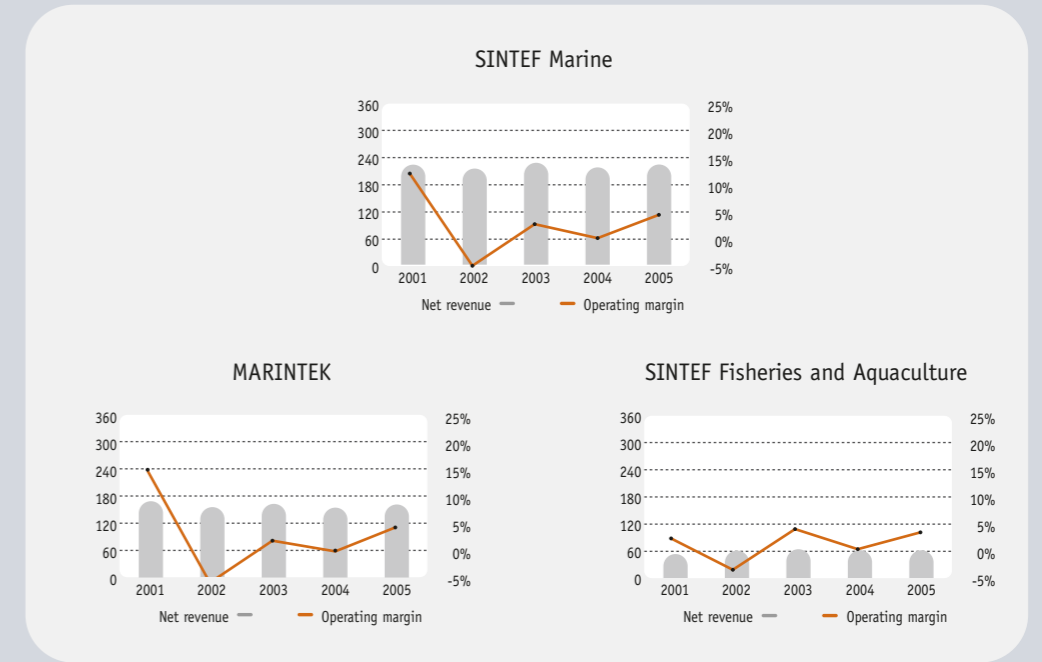 SINTEF Marine
360 25%
300 20%
240 15%
180 10%
120 5%
60 0%
0 -5%
2001 2002 2003 2004 2005
Net revenue Operating margin
MARINTEK
360 25%
300 20%
240 15%
180 10%
120 5%
60 0%
0 -5%
2001 2002 2003 2004 2005
Net revenue Operating margin
SINTEF Fisheries and Aquaculture
360 25%
300 20%
240 15%
180 10%
120 5%
60 0%
0 -5%
2001 2002 2003 2004 2005
Net revenue Operating margin